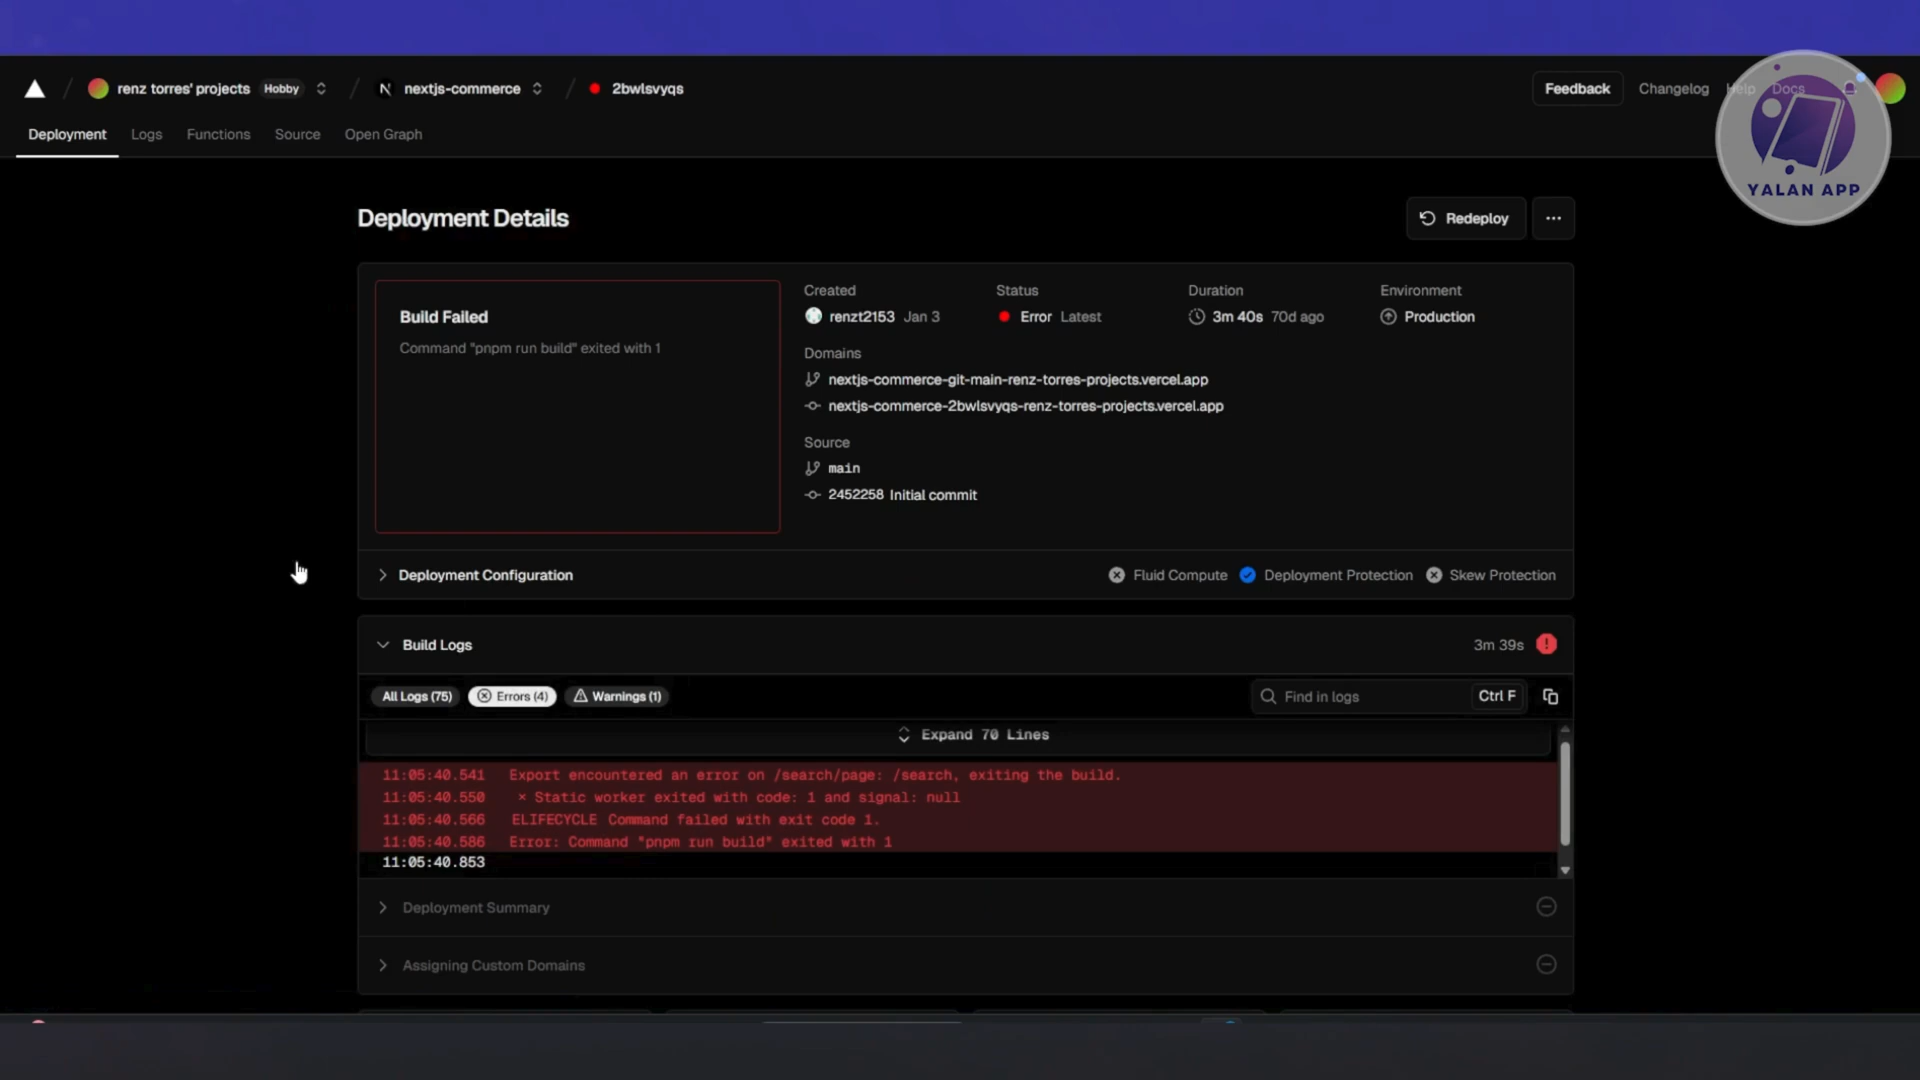 renz torres' projects Hobby nextjs-commerce 2bwlsvyqs Feedback Changelog Help Docs
Deployment Logs Functions Source Open Graph
YALAN APP
Deployment Details
Redeploy
Build Failed
Command "pnpm run build" exited with 1
Created Status Duration Environment
renzt2153 Jan 3 Error Latest 3m 40s 70d ago Production
Domains
nextjs-commerce-git-main-renz-torres-projects.vercel.app
nextjs-commerce-2bwlsvyqs-renz-torres-projects.vercel.app
Source
main
2452258 Initial commit
Deployment Configuration Fluid Compute Deployment Protection Skew Protection
Build Logs 3m 39s
All Logs (75) Errors (4) Warnings (1) Find in logs Ctrl F
Expand 70 Lines
11:05:40.541 Export encountered an error on /search/page: /search, exiting the build.
11:05:40.550 ⨯ Static worker exited with code: 1 and signal: null
11:05:40.566 ELIFECYCLE Command failed with exit code 1.
11:05:40.586 Error: Command "pnpm run build" exited with 1
11:05:40.853
Deployment Summary
Assigning Custom Domains